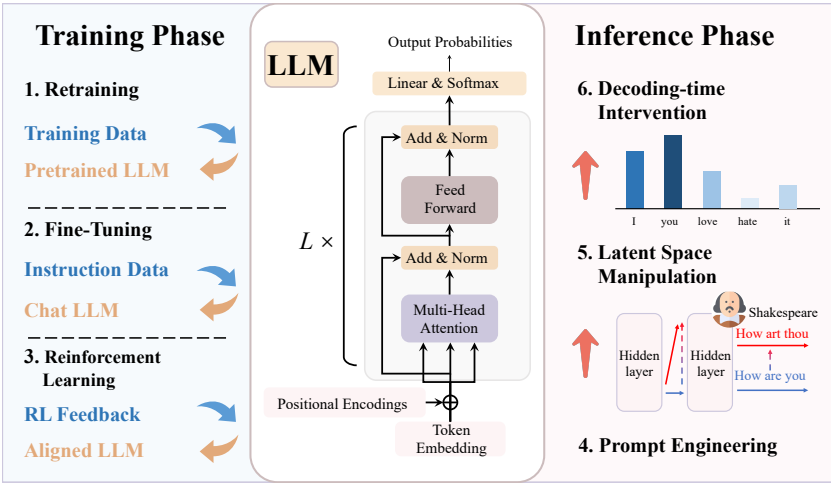 Training Phase
1. Retraining
Training Data
Pretrained LLM
2. Fine-Tuning
Instruction Data
Chat LLM
3. Reinforcement
Learning
RL Feedback
Aligned LLM
LLM
Output Probabilities
Linear & Softmax
Add & Norm
Feed
Forward
L ×
Add & Norm
Multi-Head
Attention
Positional Encodings
Token
Embedding
Inference Phase
6. Decoding-time
Intervention
I you love hate it
5. Latent Space
Manipulation
Shakespeare
How art thou
Hidden
layer
Hidden
layer
How are you
4. Prompt Engineering